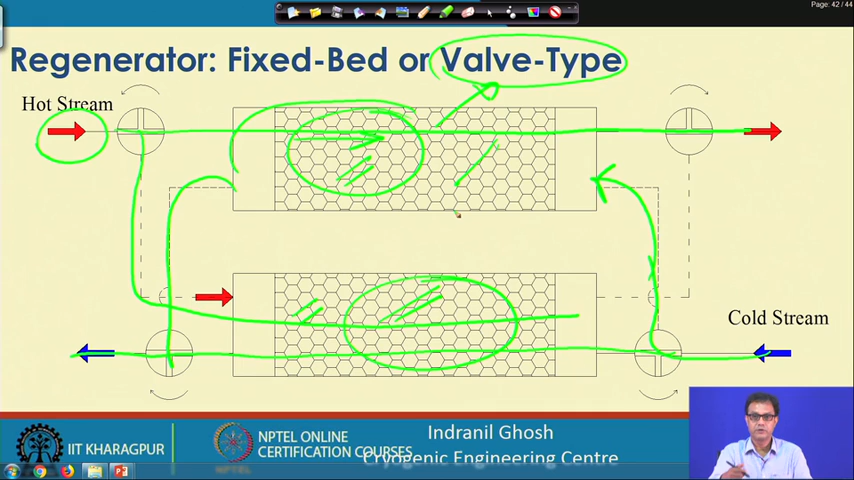 Page: 42 / 44
Regenerator: Fixed-Bed or Valve-Type
Hot Stream
Cold Stream
IIT KHARAGPUR
NPTEL ONLINE
CERTIFICATION COURSES
NPTEL
Indranil Ghosh
Cryogenic Engineering Centre